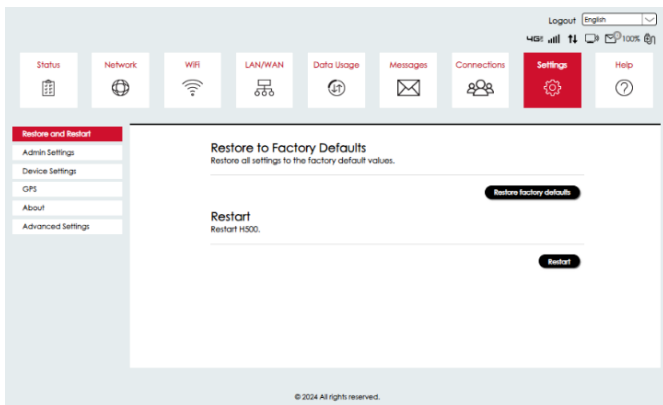 Logout English
4GE 100%
Status Network WiFi LAN/WAN Data Usage Messages Connections Settings Help
Restore and Restart
Admin Settings
Device Settings
GPS
About
Advanced Settings
Restore to Factory Defaults
Restore all settings to the factory default values.
Restore factory defaults
Restart
Restart H500.
Restart
© 2024 All rights reserved.